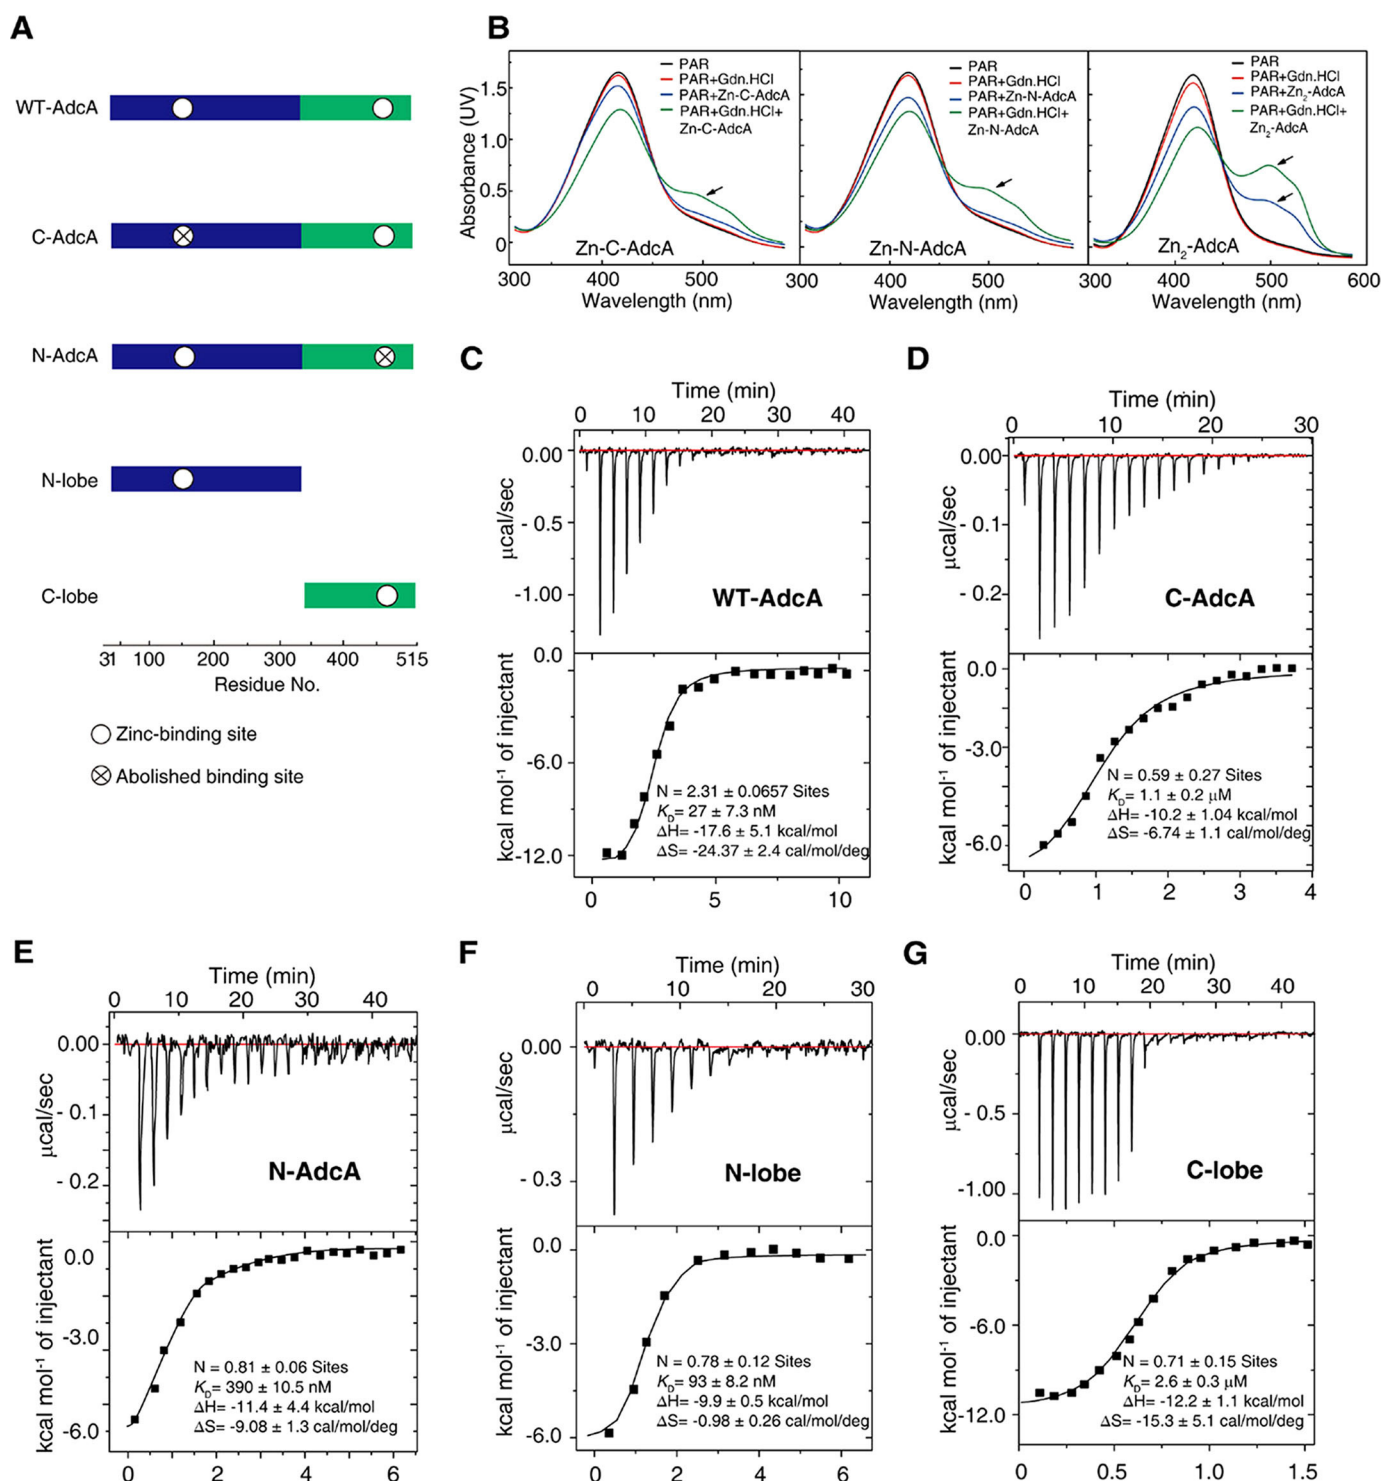 A
WT-AdcA
C-AdcA
N-AdcA
N-lobe
C-lobe
31 100 200 300 400 515
Residue No.
Zinc-binding site
Abolished binding site
B
Absorbance (UV)
1.5
1.0
0.5
0
PAR
PAR+Gdn.HCl
PAR+Zn-C-AdcA
PAR+Gdn.HCl+
Zn-C-AdcA
Zn-C-AdcA
300 400 500
Wavelength (nm)
PAR
PAR+Gdn.HCl
PAR+Zn-N-AdcA
PAR+Gdn.HCl+
Zn-N-AdcA
Zn-N-AdcA
300 400 500
Wavelength (nm)
PAR
PAR+Gdn.HCl
PAR+Zn₂-AdcA
PAR+Gdn.HCl+
Zn₂-AdcA
Zn₂-AdcA
300 400 500 600
Wavelength (nm)
C
Time (min)
0 10 20 30 40
µcal/sec
0.00
- 0.5
-1.00
WT-AdcA
kcal mol⁻¹ of injectant
0.0
-6.0
-12.0
N = 2.31 ± 0.0657 Sites
K_D= 27 ± 7.3 nM
ΔH= -17.6 ± 5.1 kcal/mol
ΔS= -24.37 ± 2.4 cal/mol/deg
0 5 10
D
Time (min)
0 10 20 30
µcal/sec
0.00
- 0.1
- 0.2
C-AdcA
kcal mol⁻¹ of injectant
0.0
-3.0
-6.0
N = 0.59 ± 0.27 Sites
K_D= 1.1 ± 0.2 µM
ΔH= -10.2 ± 1.04 kcal/mol
ΔS= -6.74 ± 1.1 cal/mol/deg
0 1 2 3 4
E
Time (min)
0 10 20 30 40
µcal/sec
0.00
- 0.1
- 0.2
N-AdcA
kcal mol⁻¹ of injectant
0.0
-3.0
-6.0
N = 0.81 ± 0.06 Sites
K_D= 390 ± 10.5 nM
ΔH= -11.4 ± 4.4 kcal/mol
ΔS= -9.08 ± 1.3 cal/mol/deg
0 2 4 6
F
Time (min)
0 10 20 30
µcal/sec
0.00
- 0.3
N-lobe
kcal mol⁻¹ of injectant
0.0
-3.0
-6.0
N = 0.78 ± 0.12 Sites
K_D= 93 ± 8.2 nM
ΔH= -9.9 ± 0.5 kcal/mol
ΔS= -0.98 ± 0.26 cal/mol/deg
0 2 4 6
G
Time (min)
0 10 20 30 40
µcal/sec
0.00
- 0.5
-1.00
C-lobe
kcal mol⁻¹ of injectant
0.0
-6.0
-12.0
N = 0.71 ± 0.15 Sites
K_D= 2.6 ± 0.3 µM
ΔH= -12.2 ± 1.1 kcal/mol
ΔS= -15.3 ± 5.1 cal/mol/deg
0 0.5 1.0 1.5